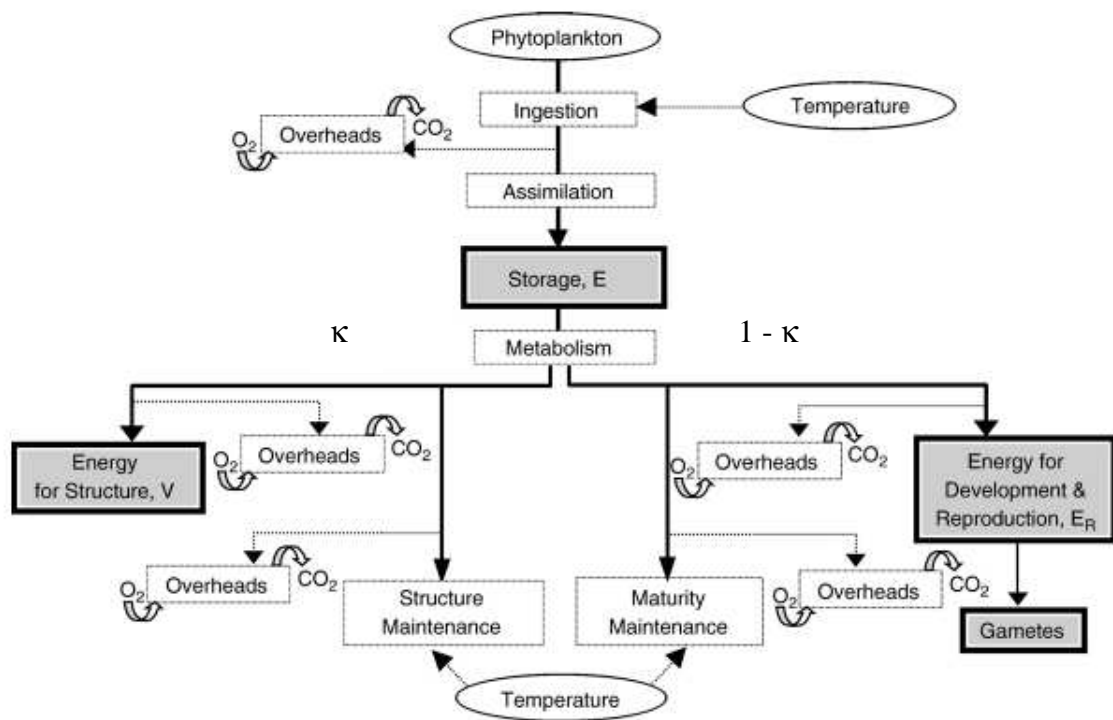 Phytoplankton
Ingestion
Temperature
O2
Overheads
CO2
Assimilation
Storage, E
κ
1 - κ
Metabolism
Energy
for Structure, V
O2
Overheads
CO2
O2
Overheads
CO2
Energy for
Development &
Reproduction, ER
O2
Overheads
CO2
Structure
Maintenance
Maturity
Maintenance
O2
Overheads
CO2
Gametes
Temperature